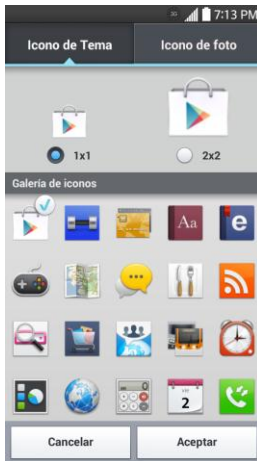 7:13 PM
Icono de Tema
Icono de foto
1x1
2x2
Galería de iconos
Aa
e
2
Cancelar
Aceptar